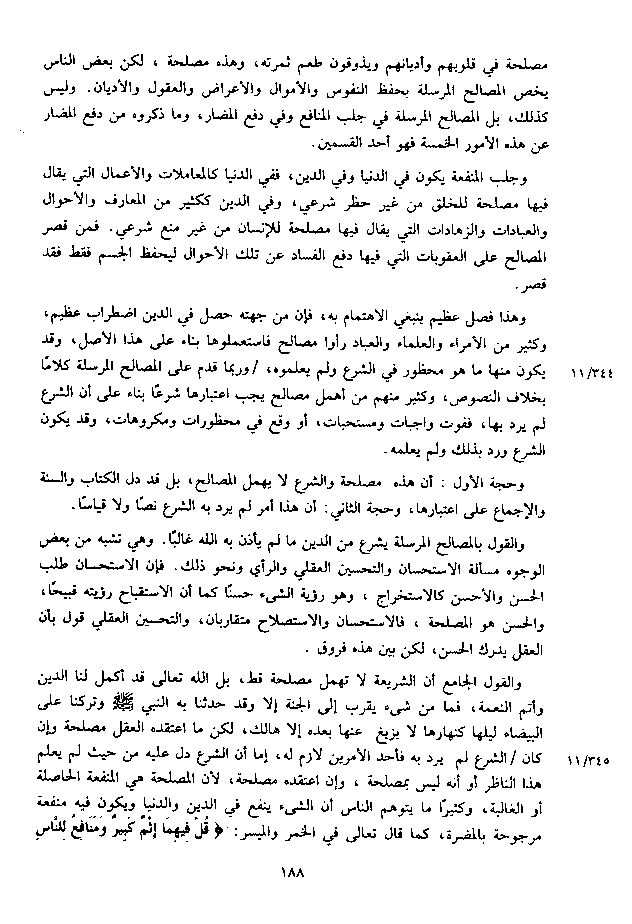 مصلحة في قلوبهم وأديانهم ويذوقون طعم ثمرته، وهذه مصلحة ، لكن بعض الناس
يخص المصالح المرسلة بحفظ النفوس والأموال والأعراض والعقول والأديان. وليس
كذلك، بل المصالح المرسلة في جلب المنافع وفي دفع المضار، وما ذكروه من دفع المضار
عن هذه الأمور الخمسة فهو أحد القسمين.
وجلب المنفعة يكون في الدنيا وفي الدين، ففي الدنيا كالمعاملات والأعمال التي يقال
فيها مصلحة للخلق من غير حظر شرعي، وفي الدين ككثير من المعارف والأحوال
والعبادات والزهادات التي يقال فيها مصلحة للإنسان من غير منع شرعي. فمن قصر
المصالح على العقوبات التي فيها دفع الفساد عن تلك الأحوال ليحفظ الجسم فقط فقد
قصر.
وهذا فصل عظيم ينبغي الاهتمام به، فإن من جهته حصل في الدين اضطراب عظيم،
وكثير من الأمراء والعلماء والعباد رأوا مصالح فاستعملوها بناء على هذا الأصل، وقد
يكون منها ما هو محظور في الشرع ولم يعلموه، /وربما قدم على المصالح المرسلة كلامًا ١١/٣٤٤
بخلاف النصوص، وكثير منهم من أهمل مصالح يجب اعتبارها شرعًا بناء على أن الشرع
لم يرد بها، ففوت واجبات ومستحبات، أو وقع في محظورات ومكروهات، وقد يكون
الشرع ورد بذلك ولم يعلمه.
وحجة الأول : أن هذه مصلحة والشرع لا يهمل المصالح، بل قد دل الكتاب والسنة
والإجماع على اعتبارها، وحجة الثاني: أن هذا أمر لم يرد به الشرع نصًا ولا قياسًا.
والقول بالمصالح المرسلة يشرع من الدين ما لم يأذن به الله غالبًا. وهي تشبه من بعض
الوجوه مسألة الاستحسان والتحسين العقلي والرأي ونحو ذلك. فإن الاستحسان طلب
الحسن والأحسن كالاستخراج ، وهو رؤية الشىء حسنًا كما أن الاستقباح رؤيته قبيحًا،
والحسن هو المصلحة ، فالاستحسان والاستصلاح متقاربان، والتحسين العقلي قول بأن
العقل يدرك الحسن، لكن بين هذه فروق .
والقول الجامع أن الشريعة لا تهمل مصلحة قط، بل الله تعالى قد أكمل لنا الدين
وأتم النعمة، فما من شىء يقرب إلى الجنة إلا وقد حدثنا به النبي ﷺ وتركنا على
البيضاء ليلها كنهارها لا يزيغ عنها بعده إلا هالك، لكن ما اعتقده العقل مصلحة وإن
كان /الشرع لم يرد به فأحد الأمرين لازم له، إما أن الشرع دل عليه من حيث لم يعلم ١١/٣٤٥
هذا الناظر أو أنه ليس بمصلحة ، وإن اعتقده مصلحة، لأن المصلحة هي المنفعة الحاصلة
أو الغالبة، وكثيرًا ما يتوهم الناس أن الشىء ينفع في الدين والدنيا ويكون فيه منفعة
مرجوحة بالمضرة، كما قال تعالى في الخمر والميسر: ﴿ قُلْ فِيهِمَا إِثْمٌ كَبِيرٌ وَمَنَافِعُ لِلنَّاسِ
١٨٨